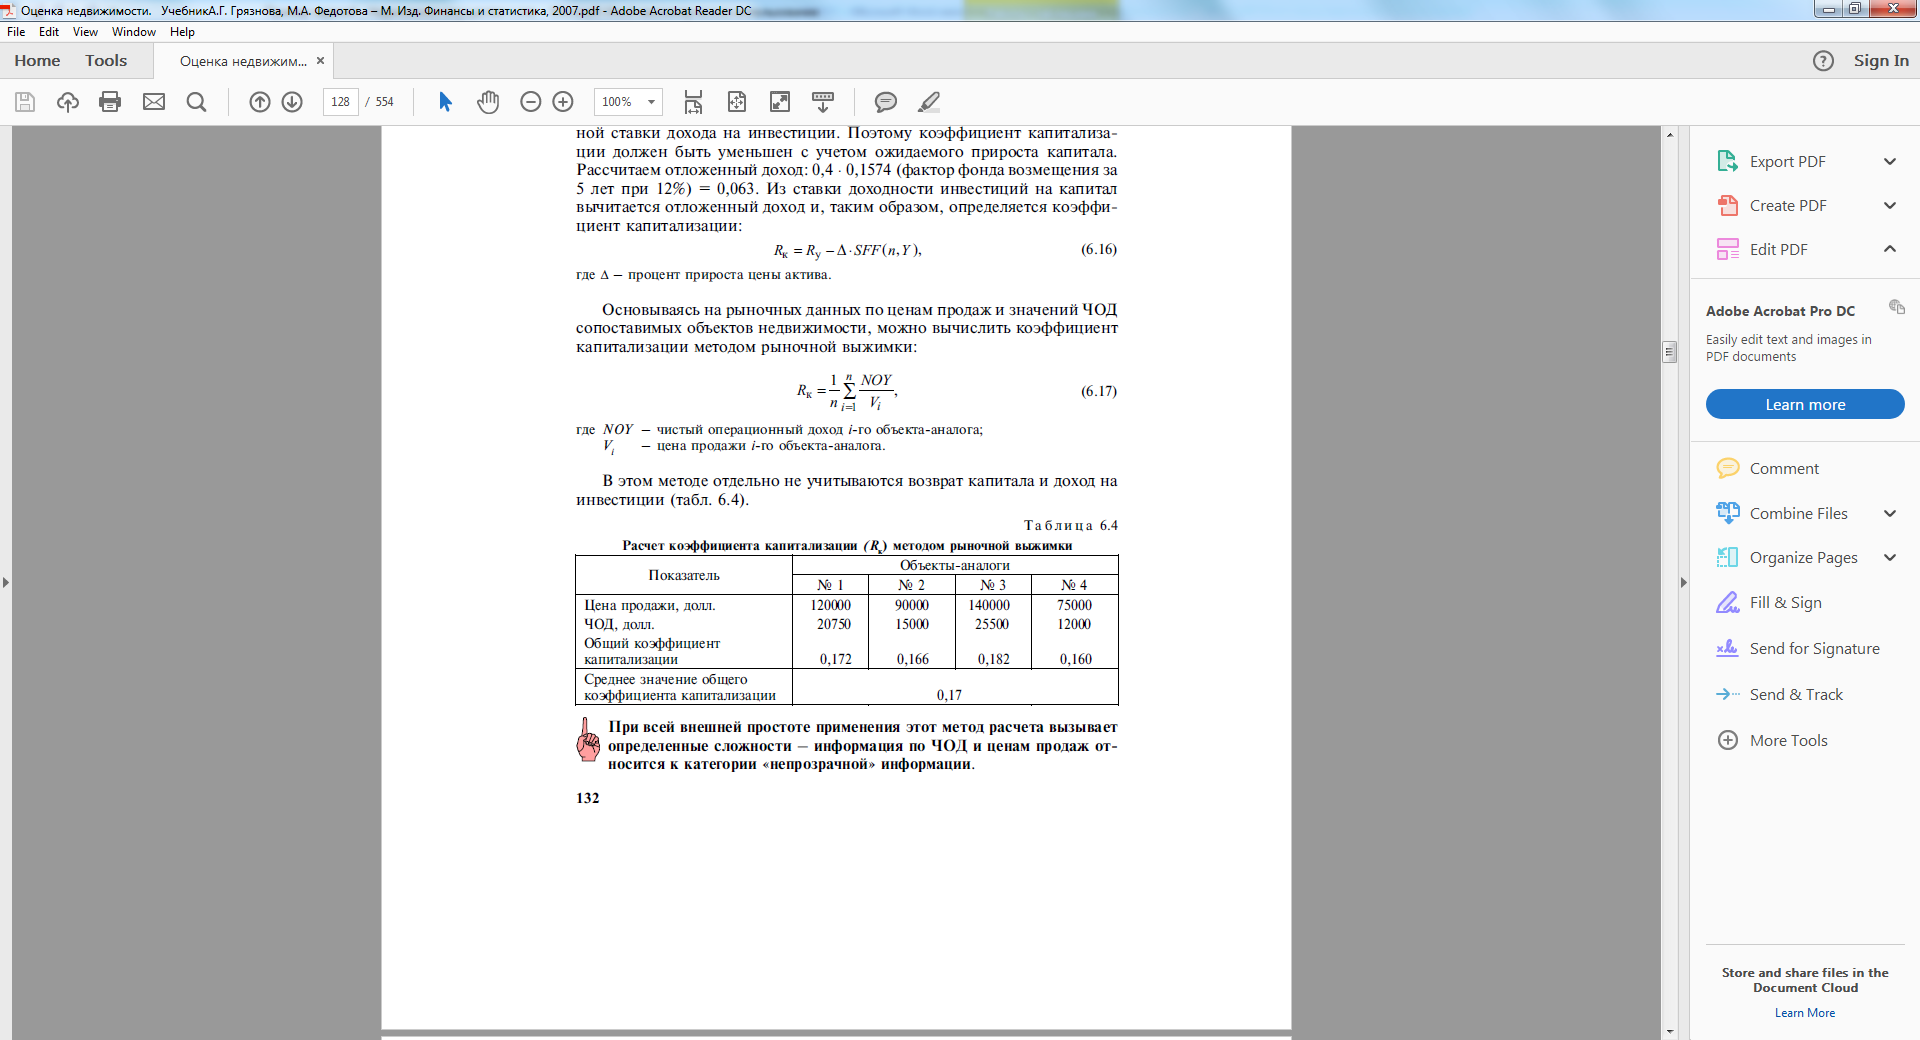 Оценка недвижимости.   УчебникА.Г. Грязнова, М.А. Федотова – М. Изд. Финансы и статистика, 2007.pdf - Adobe Acrobat Reader DC
File Edit View Window Help
Home Tools Оценка недвижим... × ? Sign In
128 / 554 100%
ной ставки дохода на инвестиции. Поэтому коэффициент капитализа-
ции должен быть уменьшен с учетом ожидаемого прироста капитала.
Рассчитаем отложенный доход: 0,4 · 0,1574 (фактор фонда возмещения за
5 лет при 12%) = 0,063. Из ставки доходности инвестиций на капитал
вычитается отложенный доход и, таким образом, определяется коэффи-
циент капитализации:
Rк = Rу – Δ · SFF(n, Y), (6.16)
где Δ – процент прироста цены актива.
Основываясь на рыночных данных по ценам продаж и значений ЧОД
сопоставимых объектов недвижимости, можно вычислить коэффициент
капитализации методом рыночной выжимки:
Rк = 1/n ∑ i=1 n NOY/Vi, (6.17)
где NOY – чистый операционный доход i-го объекта-аналога;
Vi – цена продажи i-го объекта-аналога.
В этом методе отдельно не учитываются возврат капитала и доход на
инвестиции (табл. 6.4).
Таблица 6.4
Расчет коэффициента капитализации (Rк) методом рыночной выжимки
Показатель Объекты-аналоги
№ 1 № 2 № 3 № 4
Цена продажи, долл. 120000 90000 140000 75000
ЧОД, долл. 20750 15000 25500 12000
Общий коэффициент
капитализации 0,172 0,166 0,182 0,160
Среднее значение общего
коэффициента капитализации 0,17
При всей внешней простоте применения этот метод расчета вызывает
определенные сложности – информация по ЧОД и ценам продаж от-
носится к категории «непрозрачной» информации.
132
Export PDF
Create PDF
Edit PDF
Adobe Acrobat Pro DC
Easily edit text and images in
PDF documents
Learn more
Comment
Combine Files
Organize Pages
Fill & Sign
Send for Signature
Send & Track
More Tools
Store and share files in the
Document Cloud
Learn More